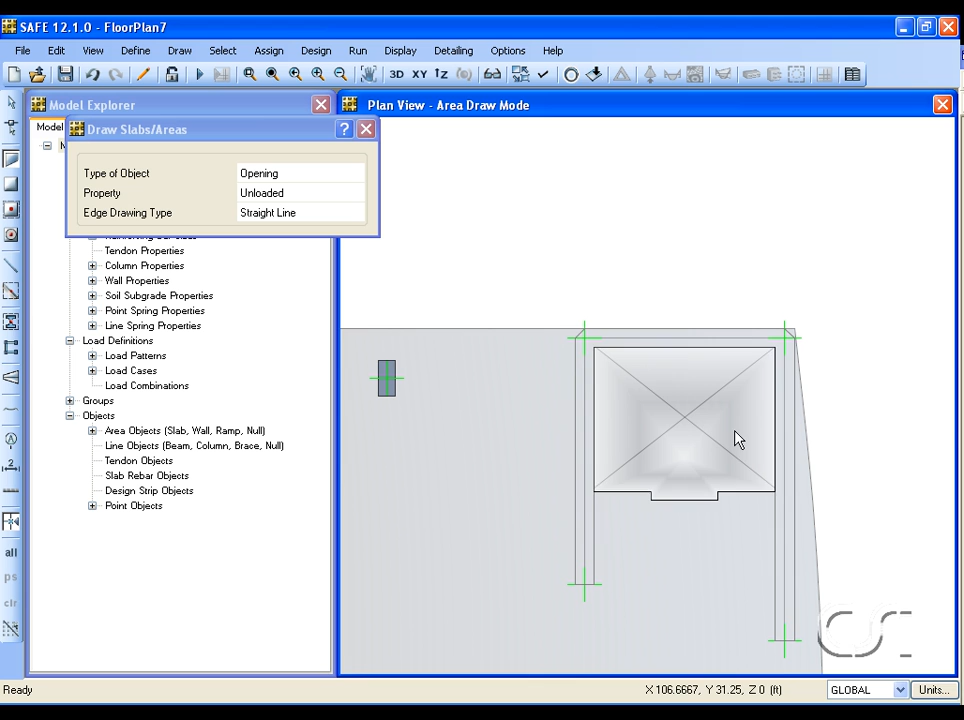 SAFE 12.1.0 - FloorPlan7
File Edit View Define Draw Select Assign Design Run Display Detailing Options Help
3D XY
Model Explorer
Plan View - Area Draw Mode
Model
Draw Slabs/Areas
?
Type of Object Opening
Property Unloaded
Edge Drawing Type Straight Line
Tendon Properties
Column Properties
Wall Properties
Soil Subgrade Properties
Point Spring Properties
Line Spring Properties
Load Definitions
Load Patterns
Load Cases
Load Combinations
Groups
Objects
Area Objects (Slab, Wall, Ramp, Null)
Line Objects (Beam, Column, Brace, Null)
Tendon Objects
Slab Rebar Objects
Design Strip Objects
Point Objects
all
ps
clr
CSI
Ready
X 106.6667, Y 31.25, Z 0 (ft)
GLOBAL
Units...